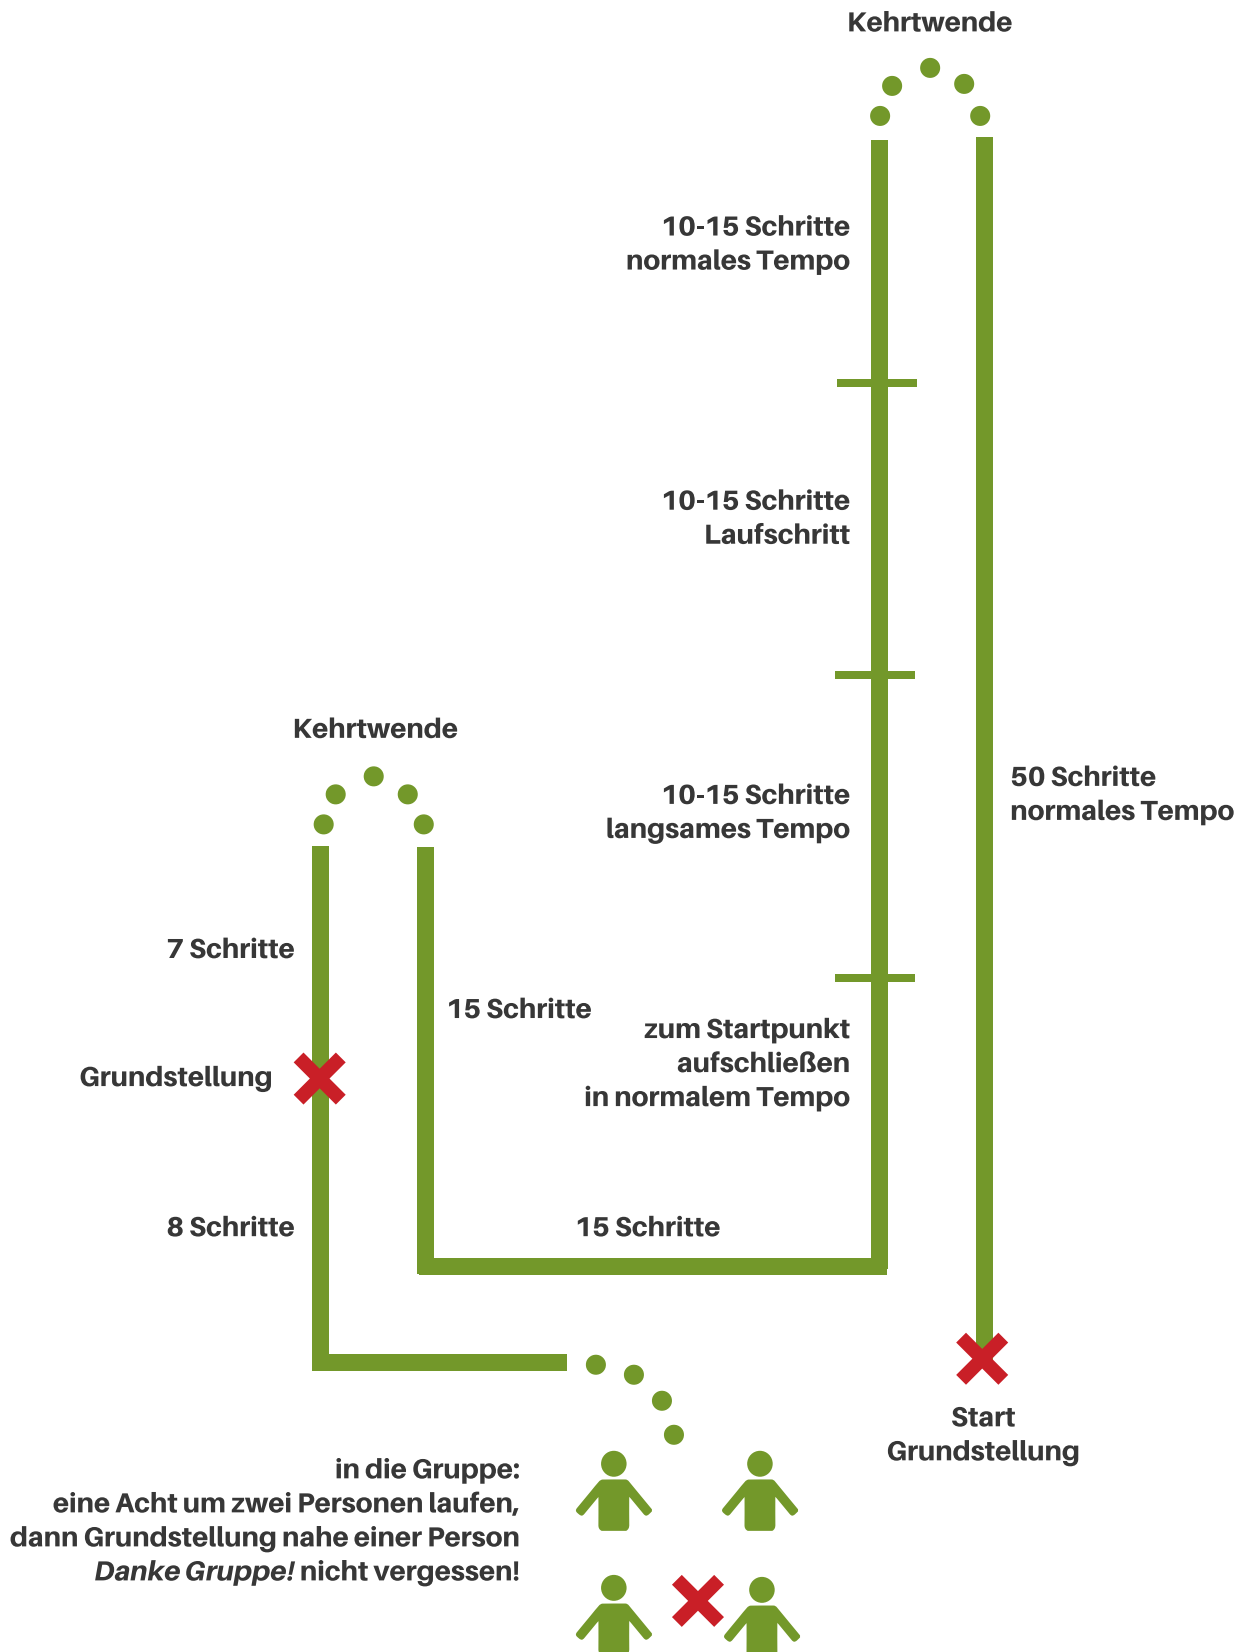 Kehrtwende
10-15 Schritte
normales Tempo
10-15 Schritte
Laufschritt
Kehrtwende
10-15 Schritte
langsames Tempo
50 Schritte
normales Tempo
7 Schritte
15 Schritte
zum Startpunkt
aufschließen
in normalem Tempo
Grundstellung
8 Schritte
15 Schritte
Start
Grundstellung
in die Gruppe:
eine Acht um zwei Personen laufen,
dann Grundstellung nahe einer Person
Danke Gruppe! nicht vergessen!